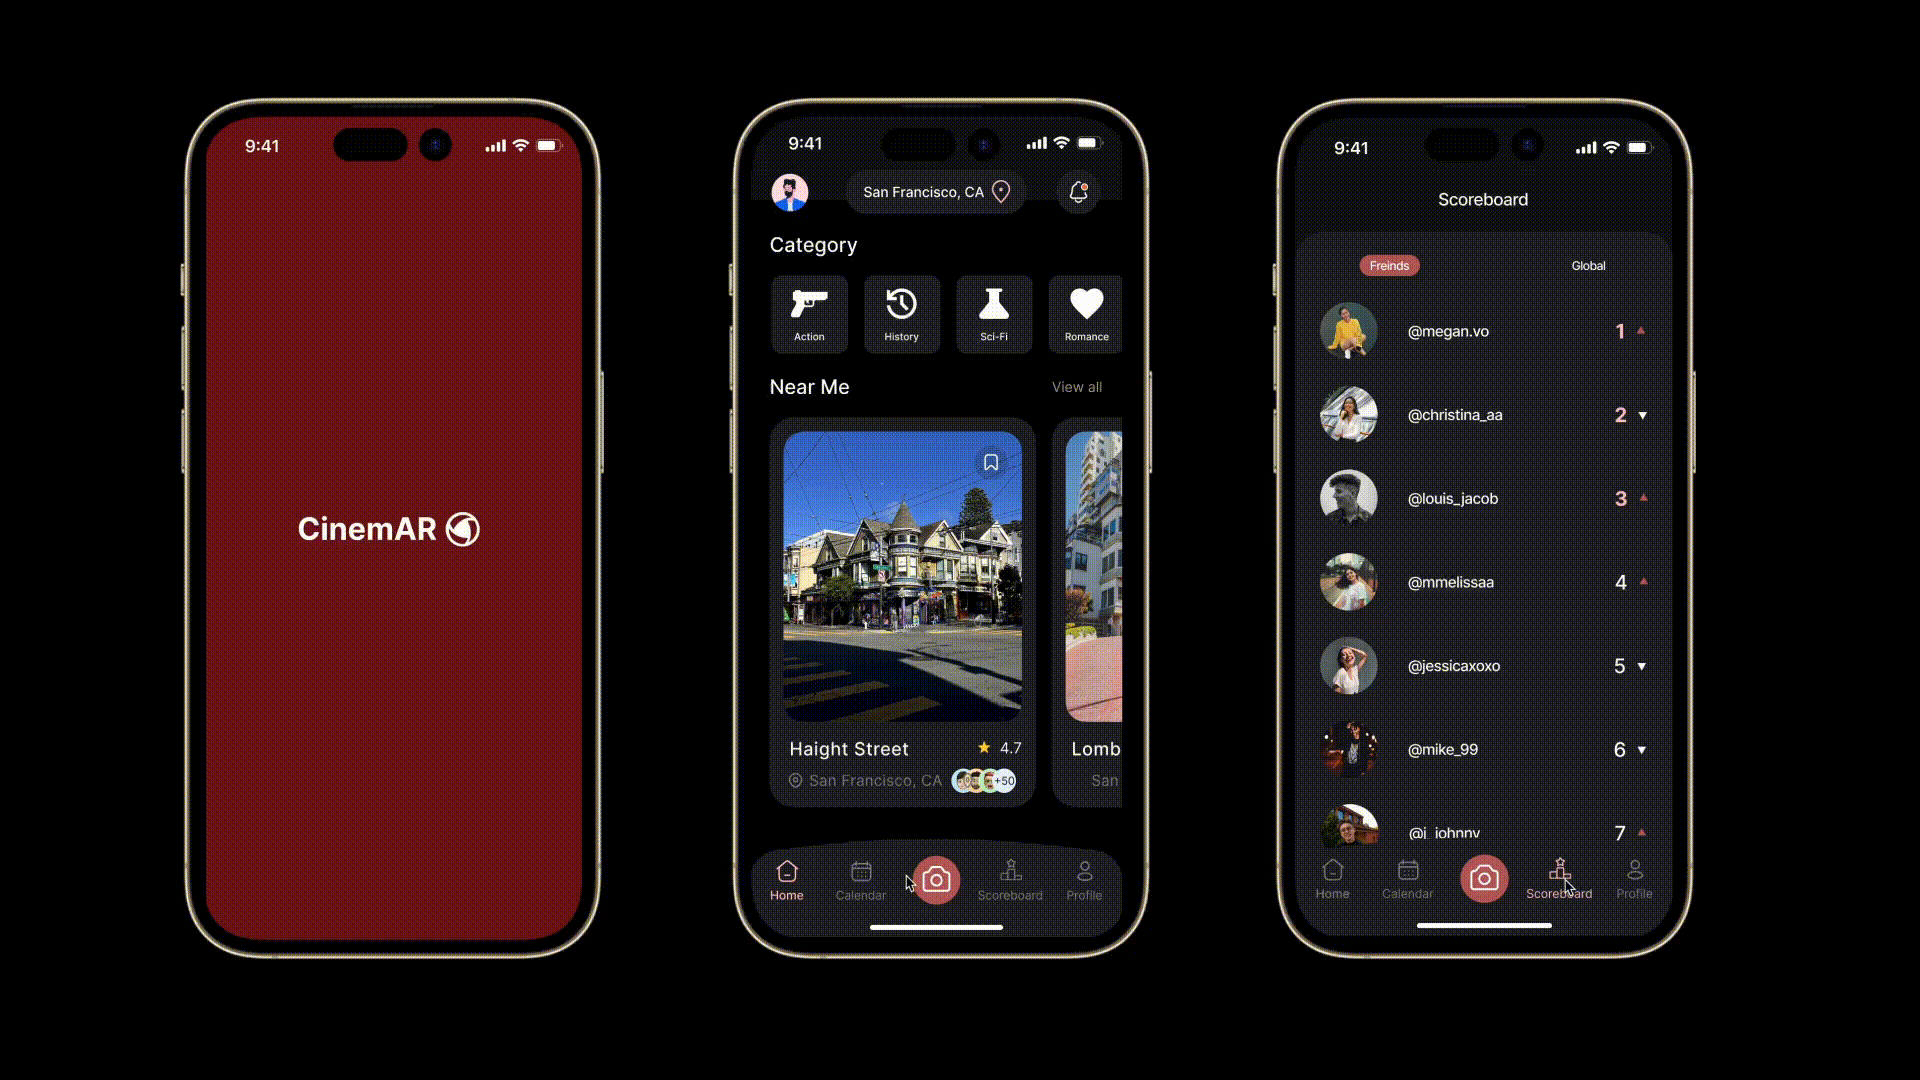 9:41
CinemAR
9:41
San Francisco, CA
Category
Action
History
Sci-Fi
Romance
Near Me
View all
Haight Street
4.7
San Francisco, CA
+50
Lomb
San
Home
Calendar
Scoreboard
Profile
9:41
Scoreboard
Freinds
Global
@megan.vo
1
@christina_aa
2
@louis_jacob
3
@mmelissaa
4
@jessicaxoxo
5
@mike_99
6
@j_johnny
7
Home
Calendar
Scoreboard
Profile